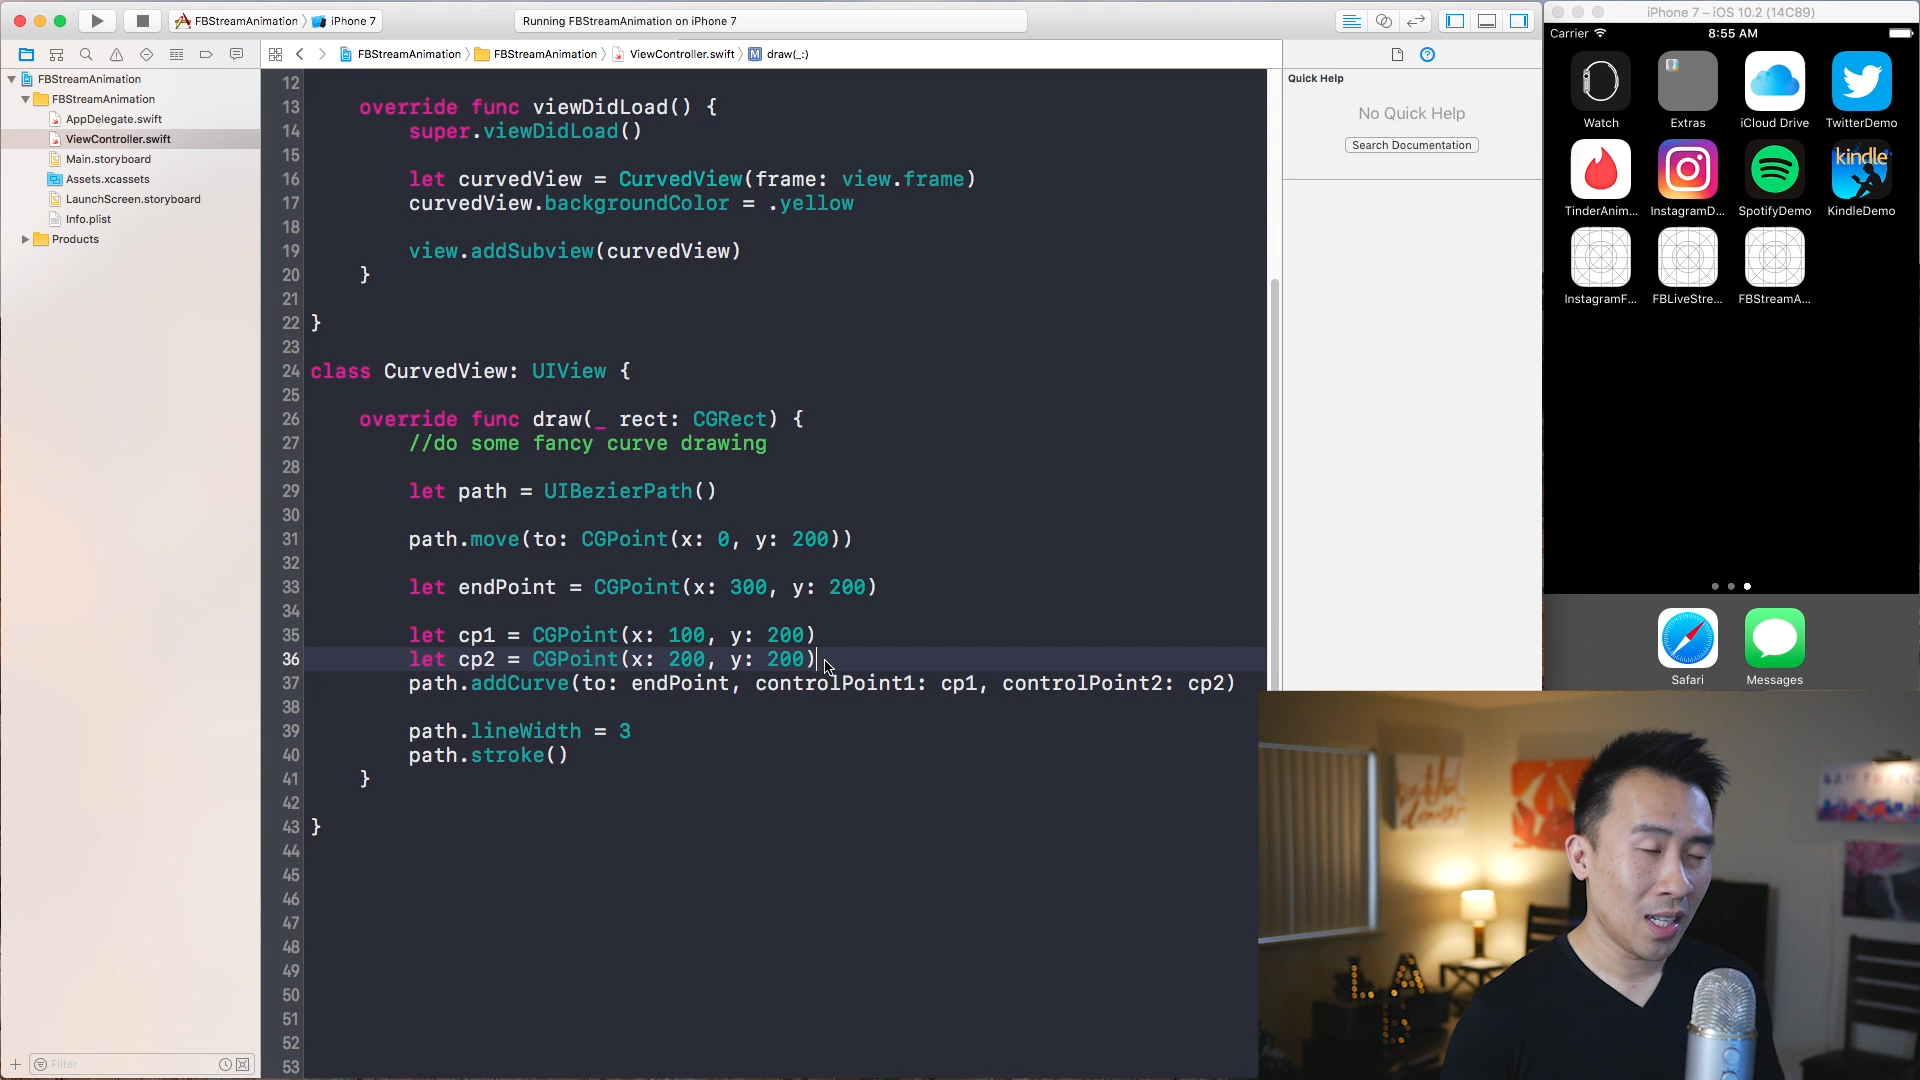 FBStreamAnimation
iPhone 7
Running FBStreamAnimation on iPhone 7
iPhone 7 – iOS 10.2 (14C89)
FBStreamAnimation
FBStreamAnimation
ViewController.swift
draw(_:)
FBStreamAnimation
FBStreamAnimation
AppDelegate.swift
ViewController.swift
Main.storyboard
Assets.xcassets
LaunchScreen.storyboard
Info.plist
Products
Filter
12
13 override func viewDidLoad() {
14 super.viewDidLoad()
15
16 let curvedView = CurvedView(frame: view.frame)
17 curvedView.backgroundColor = .yellow
18
19 view.addSubview(curvedView)
20 }
21
22 }
23
24 class CurvedView: UIView {
25
26 override func draw(_ rect: CGRect) {
27 //do some fancy curve drawing
28
29 let path = UIBezierPath()
30
31 path.move(to: CGPoint(x: 0, y: 200))
32
33 let endPoint = CGPoint(x: 300, y: 200)
34
35 let cp1 = CGPoint(x: 100, y: 200)
36 let cp2 = CGPoint(x: 200, y: 200)
37 path.addCurve(to: endPoint, controlPoint1: cp1, controlPoint2: cp2)
38
39 path.lineWidth = 3
40 path.stroke()
41 }
42
43 }
44
45
46
47
48
49
50
51
52
53
Quick Help
No Quick Help
Search Documentation
Carrier
8:55 AM
Watch
Extras
iCloud Drive
TwitterDemo
kindle
TinderAnim...
InstagramD...
SpotifyDemo
KindleDemo
InstagramF...
FBLiveStre...
FBStreamA...
Safari
Messages